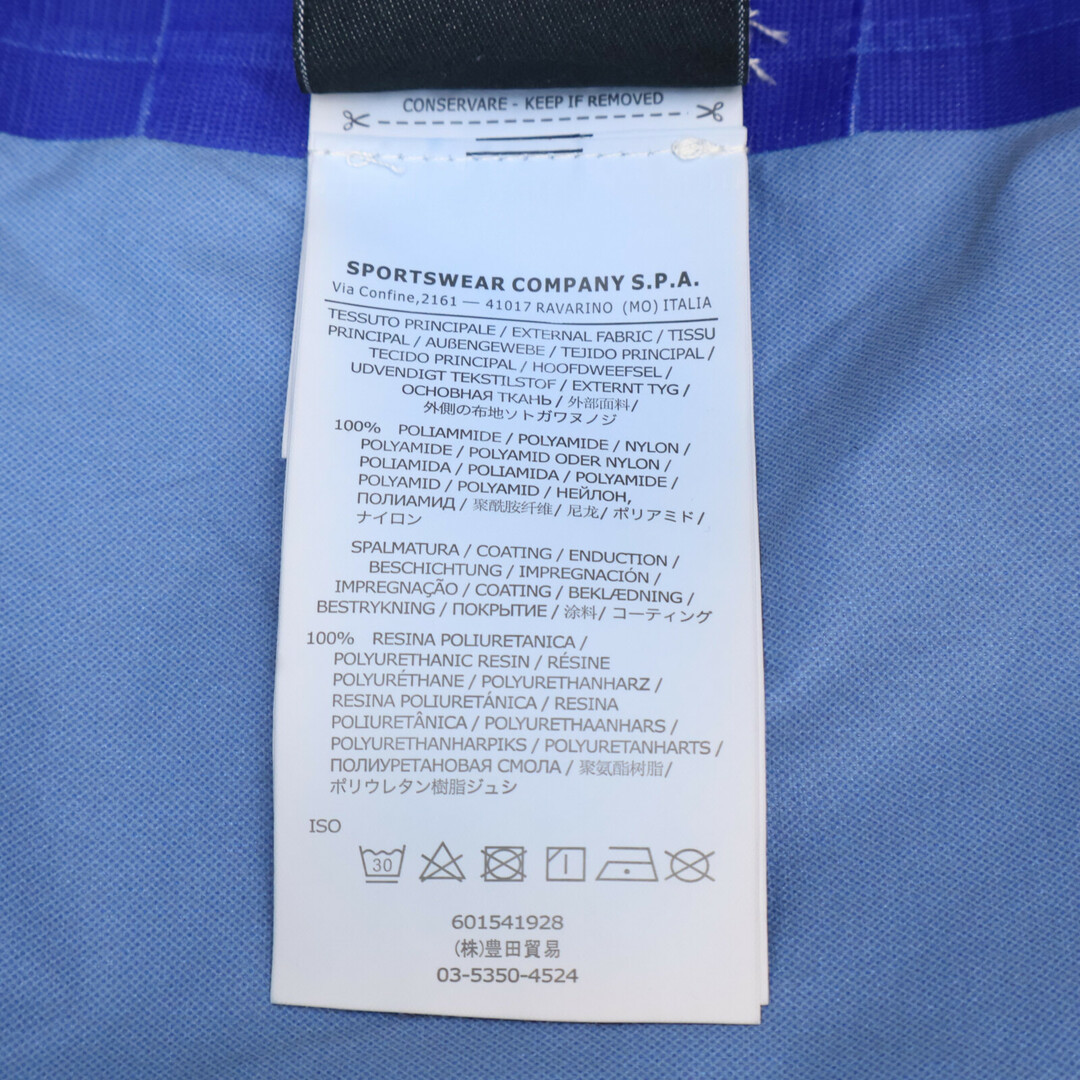 CONSERVARE - KEEP IF REMOVED
SPORTSWEAR COMPANY S.P.A.
Via Confine,2161 — 41017 RAVARINO (MO) ITALIA
TESSUTO PRINCIPALE / EXTERNAL FABRIC / TISSU
PRINCIPAL / AUßENGEWEBE / TEJIDO PRINCIPAL /
TECIDO PRINCIPAL / HOOFDWEEFSEL /
UDVENDIGT TEKSTILSTOF / EXTERNT TYG /
ОСНОВНАЯ ТКАНЬ / 外部面料/
外側の布地ソトガワヌノジ
100% POLIAMMIDE / POLYAMIDE / NYLON /
POLYAMIDE / POLYAMID ODER NYLON /
POLIAMIDA / POLIAMIDA / POLYAMIDE /
POLYAMID / POLYAMID / НЕЙЛОН,
ПОЛИАМИД / 聚酰胺纤维/ 尼龙/ ポリアミド/
ナイロン
SPALMATURA / COATING / ENDUCTION /
BESCHICHTUNG / IMPREGNACIÓN /
IMPREGNAÇÃO / COATING / BEKLÆDNING /
BESTRYKNING / ПОКРЫТИЕ / 涂料/ コーティング
100% RESINA POLIURETANICA /
POLYURETHANIC RESIN / RÉSINE
POLYURÉTHANE / POLYURETHANHARZ /
RESINA POLIURETÁNICA / RESINA
POLIURETÂNICA / POLYURETHAANHARS /
POLYURETHANHARPIKS / POLYURETANHARTS /
ПОЛИУРЕТАНОВАЯ СМОЛА / 聚氨酯树脂/
ポリウレタン樹脂ジュシ
ISO
30
601541928
(株)豊田貿易
03-5350-4524